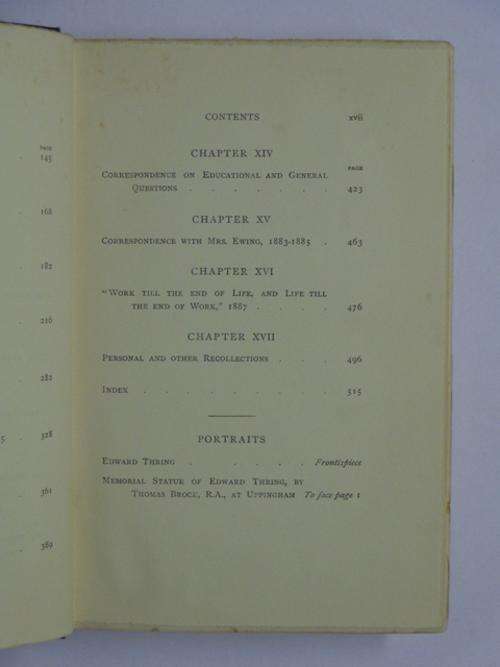 PAGE
145
168
182
216
282
5 . 328
361
389
CONTENTS xvii
CHAPTER XIV
PAGE
Correspondence on Educational and General
Questions . . . . . . . 423
CHAPTER XV
Correspondence with Mrs. Ewing, 1883-1885 . 463
CHAPTER XVI
"Work till the end of Life, and Life till
the end of Work," 1887 . . . . 476
CHAPTER XVII
Personal and other Recollections . . . 496
Index . . . . . . . . . 515
PORTRAITS
Edward Thring . . . . . Frontispiece
Memorial Statue of Edward Thring, by
Thomas Brock, R.A., at Uppingham To face page 1